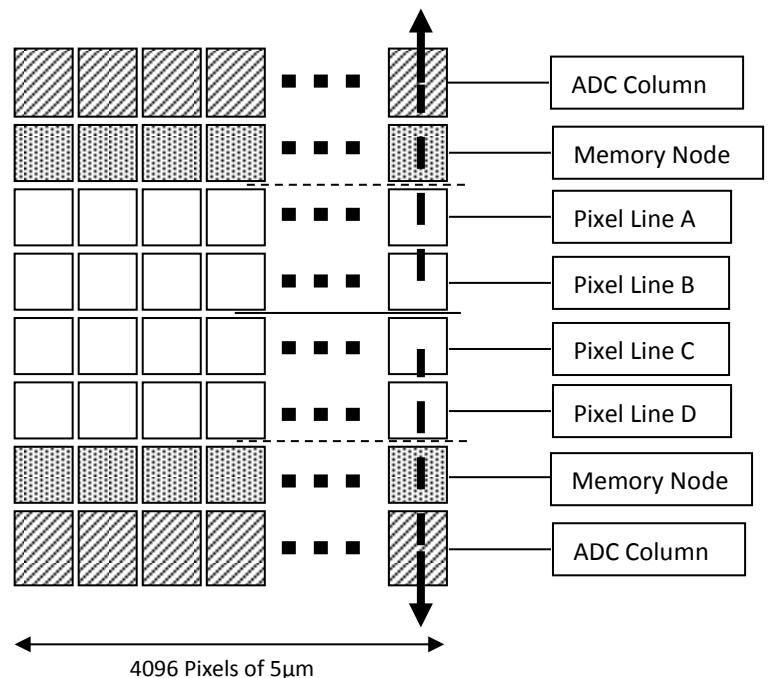 ADC Column
Memory Node
Pixel Line A
Pixel Line B
Pixel Line C
Pixel Line D
Memory Node
ADC Column
4096 Pixels of 5µm